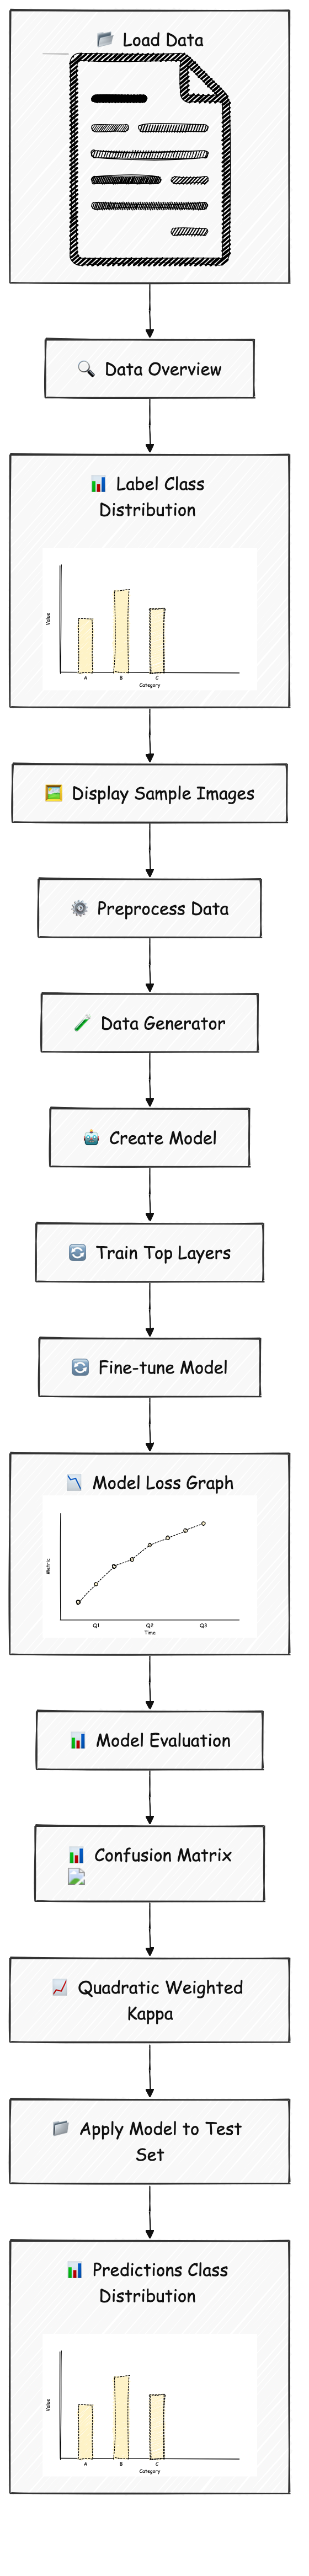 📂 Load Data
🔍 Data Overview
📊 Label Class
Distribution
Value
A B C
Category
🖼️ Display Sample Images
⚙️ Preprocess Data
🧪 Data Generator
🤖 Create Model
🔄 Train Top Layers
🔄 Fine-tune Model
📉 Model Loss Graph
Metric
Q1 Q2 Q3
Time
📊 Model Evaluation
📊 Confusion Matrix
📈 Quadratic Weighted
Kappa
📁 Apply Model to Test
Set
📊 Predictions Class
Distribution
Value
A B C
Category